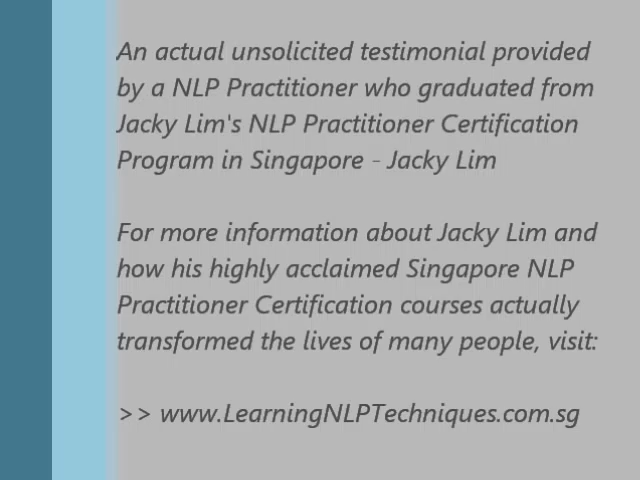 An actual unsolicited testimonial provided
by a NLP Practitioner who graduated from
Jacky Lim's NLP Practitioner Certification
Program in Singapore - Jacky Lim
For more information about Jacky Lim and
how his highly acclaimed Singapore NLP
Practitioner Certification courses actually
transformed the lives of many people, visit:
>> www.LearningNLPTechniques.com.sg